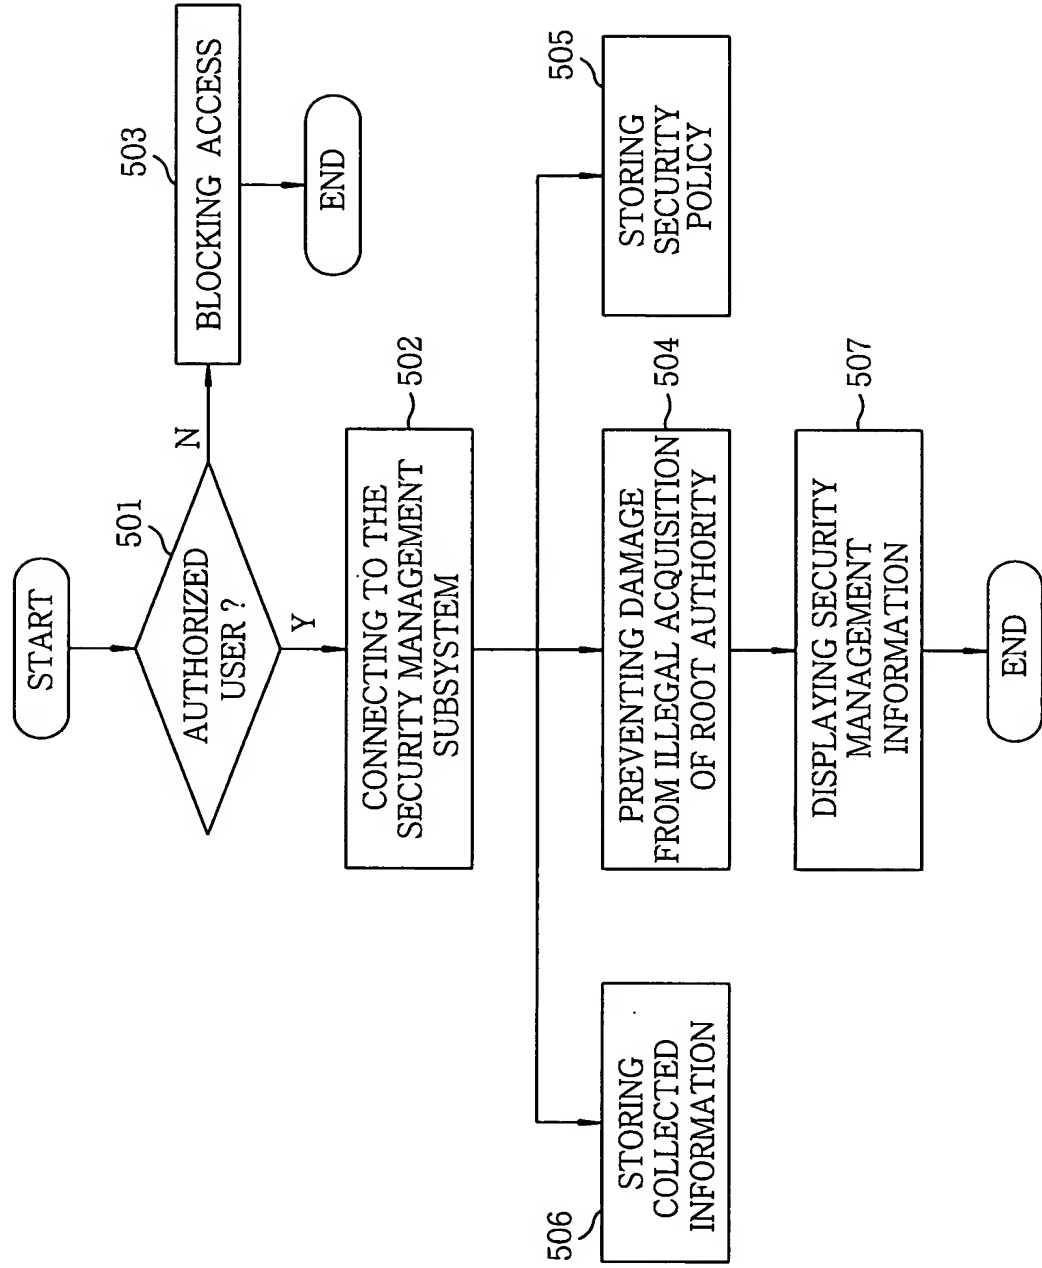 START
501
AUTHORIZED
USER ?
N
503
BLOCKING ACCESS
END
Y
502
CONNECTING TO THE
SECURITY MANAGEMENT
SUBSYSTEM
506
STORING
COLLECTED
INFORMATION
504
PREVENTING DAMAGE
FROM ILLEGAL ACQUISITION
OF ROOT AUTHORITY
505
STORING
SECURITY
POLICY
507
DISPLAYING SECURITY
MANAGEMENT
INFORMATION
END